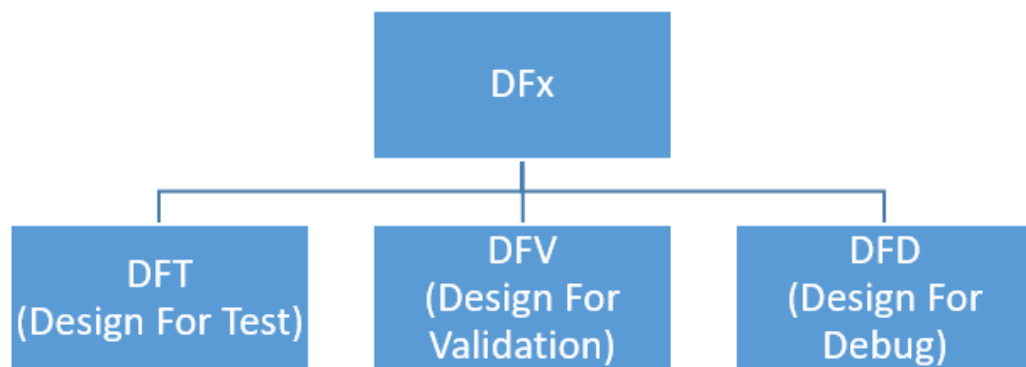 DFx
DFT
(Design For Test)
DFV
(Design For
Validation)
DFD
(Design For
Debug)